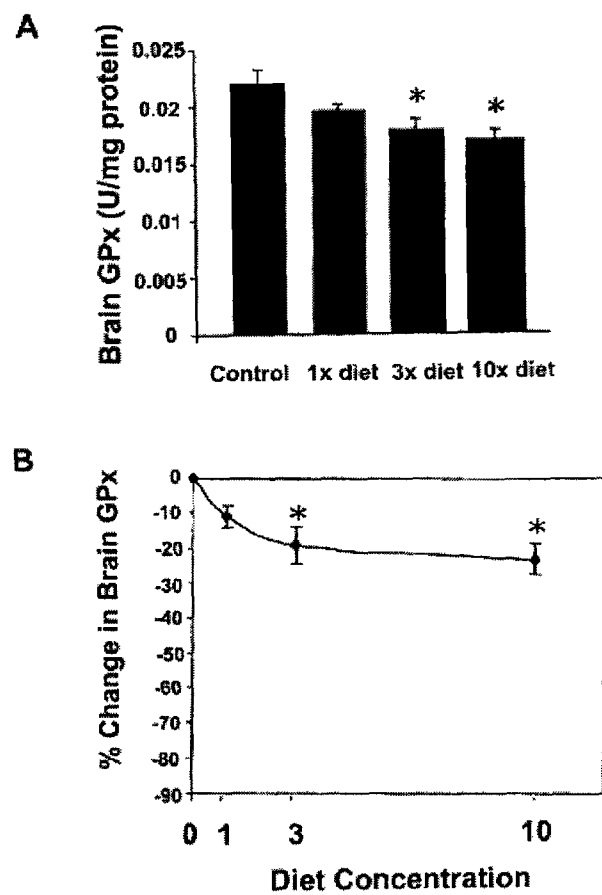 A
Brain GPx (U/mg protein)
0.025
0.02
0.015
0.01
0.005
0
*
*
Control 1x diet 3x diet 10x diet
B
% Change in Brain GPx
0
-10
-20
-30
-40
-50
-60
-70
-80
-90
*
*
0 1 3 10
Diet Concentration